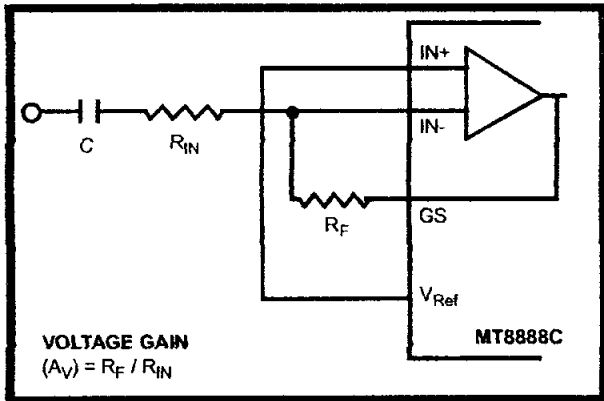 IN+
IN-
C
R_IN
R_F
GS
V_Ref
MT8888C
VOLTAGE GAIN
(A_V) = R_F / R_IN